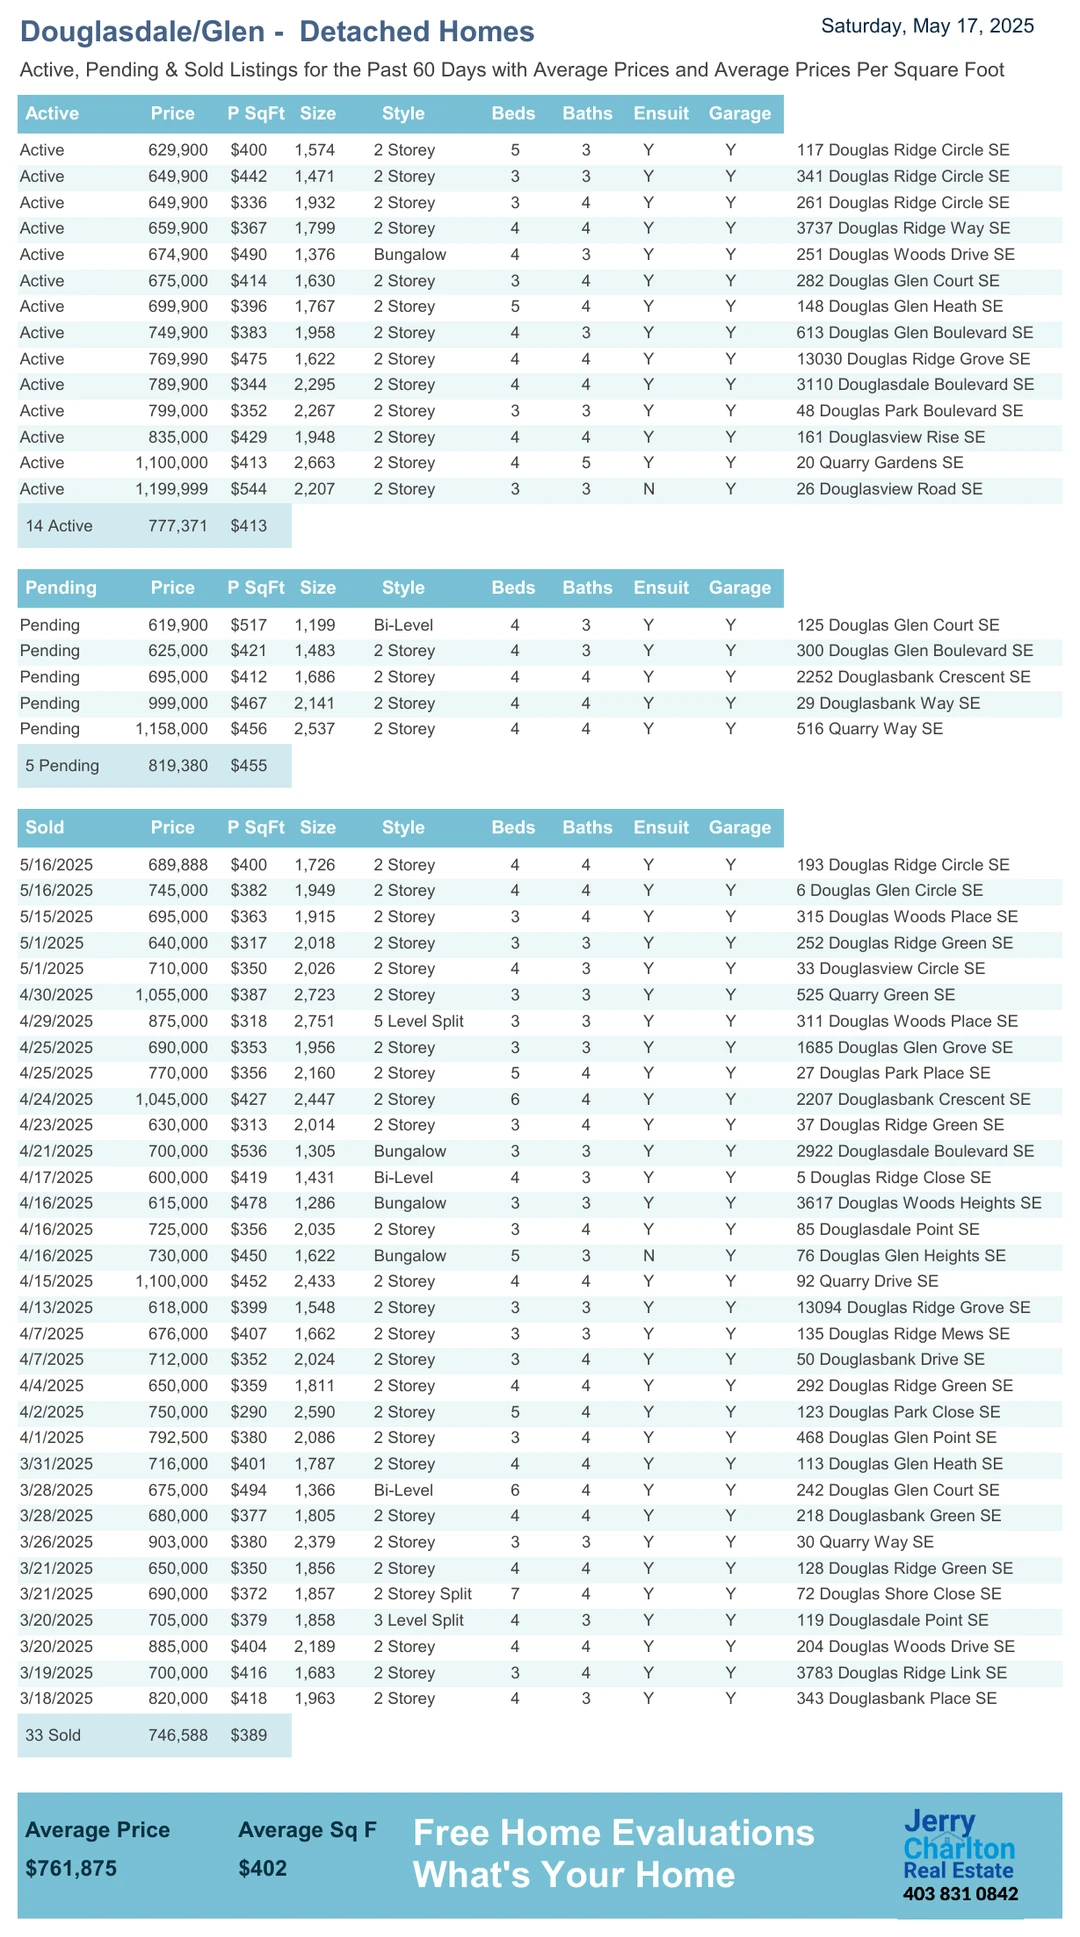 Douglasdale/Glen - Detached Homes
Saturday, May 17, 2025
Active, Pending & Sold Listings for the Past 60 Days with Average Prices and Average Prices Per Square Foot
Active Price P SqFt Size Style Beds Baths Ensuit Garage
Active 629,900 $400 1,574 2 Storey 5 3 Y Y 117 Douglas Ridge Circle SE
Active 649,900 $442 1,471 2 Storey 3 3 Y Y 341 Douglas Ridge Circle SE
Active 649,900 $336 1,932 2 Storey 3 4 Y Y 261 Douglas Ridge Circle SE
Active 659,900 $367 1,799 2 Storey 4 4 Y Y 3737 Douglas Ridge Way SE
Active 674,900 $490 1,376 Bungalow 4 3 Y Y 251 Douglas Woods Drive SE
Active 675,000 $414 1,630 2 Storey 3 4 Y Y 282 Douglas Glen Court SE
Active 699,900 $396 1,767 2 Storey 5 4 Y Y 148 Douglas Glen Heath SE
Active 749,900 $383 1,958 2 Storey 4 3 Y Y 613 Douglas Glen Boulevard SE
Active 769,990 $475 1,622 2 Storey 4 4 Y Y 13030 Douglas Ridge Grove SE
Active 789,900 $344 2,295 2 Storey 4 4 Y Y 3110 Douglasdale Boulevard SE
Active 799,000 $352 2,267 2 Storey 3 3 Y Y 48 Douglas Park Boulevard SE
Active 835,000 $429 1,948 2 Storey 4 4 Y Y 161 Douglasview Rise SE
Active 1,100,000 $413 2,663 2 Storey 4 5 Y Y 20 Quarry Gardens SE
Active 1,199,999 $544 2,207 2 Storey 3 3 N Y 26 Douglasview Road SE
14 Active 777,371 $413
Pending Price P SqFt Size Style Beds Baths Ensuit Garage
Pending 619,900 $517 1,199 Bi-Level 4 3 Y Y 125 Douglas Glen Court SE
Pending 625,000 $421 1,483 2 Storey 4 3 Y Y 300 Douglas Glen Boulevard SE
Pending 695,000 $412 1,686 2 Storey 4 4 Y Y 2252 Douglasbank Crescent SE
Pending 999,000 $467 2,141 2 Storey 4 4 Y Y 29 Douglasbank Way SE
Pending 1,158,000 $456 2,537 2 Storey 4 4 Y Y 516 Quarry Way SE
5 Pending 819,380 $455
Sold Price P SqFt Size Style Beds Baths Ensuit Garage
5/16/2025 689,888 $400 1,726 2 Storey 4 4 Y Y 193 Douglas Ridge Circle SE
5/16/2025 745,000 $382 1,949 2 Storey 4 4 Y Y 6 Douglas Glen Circle SE
5/15/2025 695,000 $363 1,915 2 Storey 3 4 Y Y 315 Douglas Woods Place SE
5/1/2025 640,000 $317 2,018 2 Storey 3 3 Y Y 252 Douglas Ridge Green SE
5/1/2025 710,000 $350 2,026 2 Storey 4 3 Y Y 33 Douglasview Circle SE
4/30/2025 1,055,000 $387 2,723 2 Storey 3 3 Y Y 525 Quarry Green SE
4/29/2025 875,000 $318 2,751 5 Level Split 3 3 Y Y 311 Douglas Woods Place SE
4/25/2025 690,000 $353 1,956 2 Storey 3 3 Y Y 1685 Douglas Glen Grove SE
4/25/2025 770,000 $356 2,160 2 Storey 5 4 Y Y 27 Douglas Park Place SE
4/24/2025 1,045,000 $427 2,447 2 Storey 6 4 Y Y 2207 Douglasbank Crescent SE
4/23/2025 630,000 $313 2,014 2 Storey 3 4 Y Y 37 Douglas Ridge Green SE
4/21/2025 700,000 $536 1,305 Bungalow 3 3 Y Y 2922 Douglasdale Boulevard SE
4/17/2025 600,000 $419 1,431 Bi-Level 4 3 Y Y 5 Douglas Ridge Close SE
4/16/2025 615,000 $478 1,286 Bungalow 3 3 Y Y 3617 Douglas Woods Heights SE
4/16/2025 725,000 $356 2,035 2 Storey 3 4 Y Y 85 Douglasdale Point SE
4/16/2025 730,000 $450 1,622 Bungalow 5 3 N Y 76 Douglas Glen Heights SE
4/15/2025 1,100,000 $452 2,433 2 Storey 4 4 Y Y 92 Quarry Drive SE
4/13/2025 618,000 $399 1,548 2 Storey 3 3 Y Y 13094 Douglas Ridge Grove SE
4/7/2025 676,000 $407 1,662 2 Storey 3 3 Y Y 135 Douglas Ridge Mews SE
4/7/2025 712,000 $352 2,024 2 Storey 3 4 Y Y 50 Douglasbank Drive SE
4/4/2025 650,000 $359 1,811 2 Storey 4 4 Y Y 292 Douglas Ridge Green SE
4/2/2025 750,000 $290 2,590 2 Storey 5 4 Y Y 123 Douglas Park Close SE
4/1/2025 792,500 $380 2,086 2 Storey 3 4 Y Y 468 Douglas Glen Point SE
3/31/2025 716,000 $401 1,787 2 Storey 4 4 Y Y 113 Douglas Glen Heath SE
3/28/2025 675,000 $494 1,366 Bi-Level 6 4 Y Y 242 Douglas Glen Court SE
3/28/2025 680,000 $377 1,805 2 Storey 4 4 Y Y 218 Douglasbank Green SE
3/26/2025 903,000 $380 2,379 2 Storey 3 3 Y Y 30 Quarry Way SE
3/21/2025 650,000 $350 1,856 2 Storey 4 4 Y Y 128 Douglas Ridge Green SE
3/21/2025 690,000 $372 1,857 2 Storey Split 7 4 Y Y 72 Douglas Shore Close SE
3/20/2025 705,000 $379 1,858 3 Level Split 4 3 Y Y 119 Douglasdale Point SE
3/20/2025 885,000 $404 2,189 2 Storey 4 4 Y Y 204 Douglas Woods Drive SE
3/19/2025 700,000 $416 1,683 2 Storey 3 4 Y Y 3783 Douglas Ridge Link SE
3/18/2025 820,000 $418 1,963 2 Storey 4 3 Y Y 343 Douglasbank Place SE
33 Sold 746,588 $389
Average Price Average Sq F
$761,875 $402
Free Home Evaluations
What's Your Home
Jerry
Charlton
Real Estate
403 831 0842